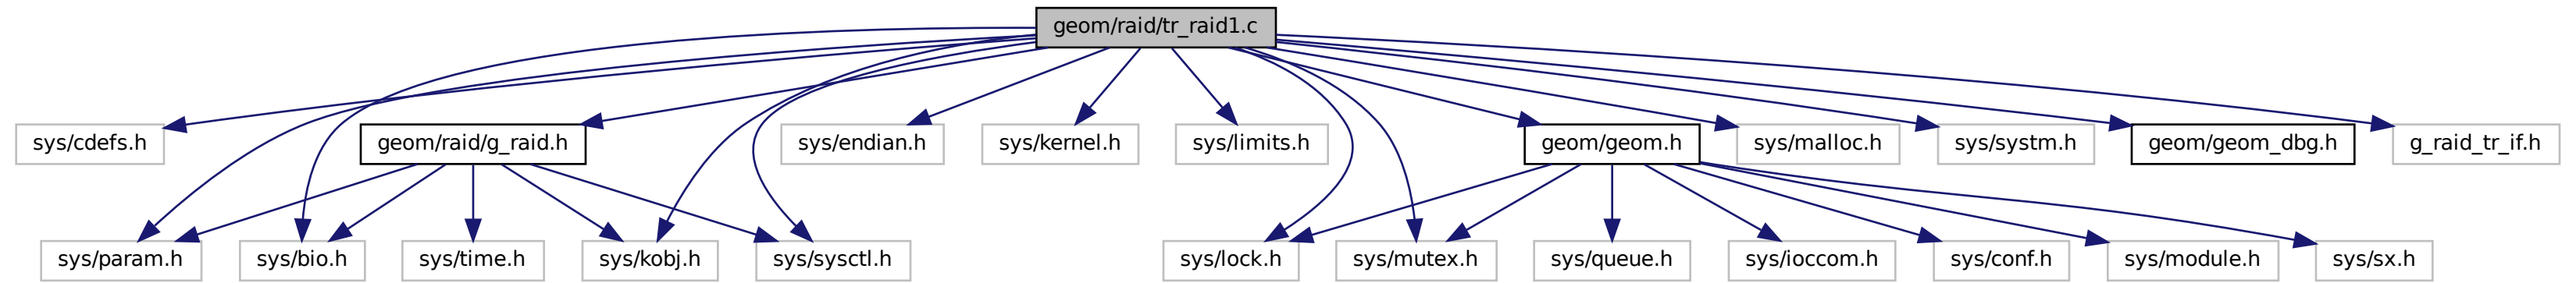 geom/raid/tr_raid1.c
sys/cdefs.h
geom/raid/g_raid.h
sys/endian.h
sys/kernel.h
sys/limits.h
geom/geom.h
sys/malloc.h
sys/systm.h
geom/geom_dbg.h
g_raid_tr_if.h
sys/param.h
sys/bio.h
sys/time.h
sys/kobj.h
sys/sysctl.h
sys/lock.h
sys/mutex.h
sys/queue.h
sys/ioccom.h
sys/conf.h
sys/module.h
sys/sx.h